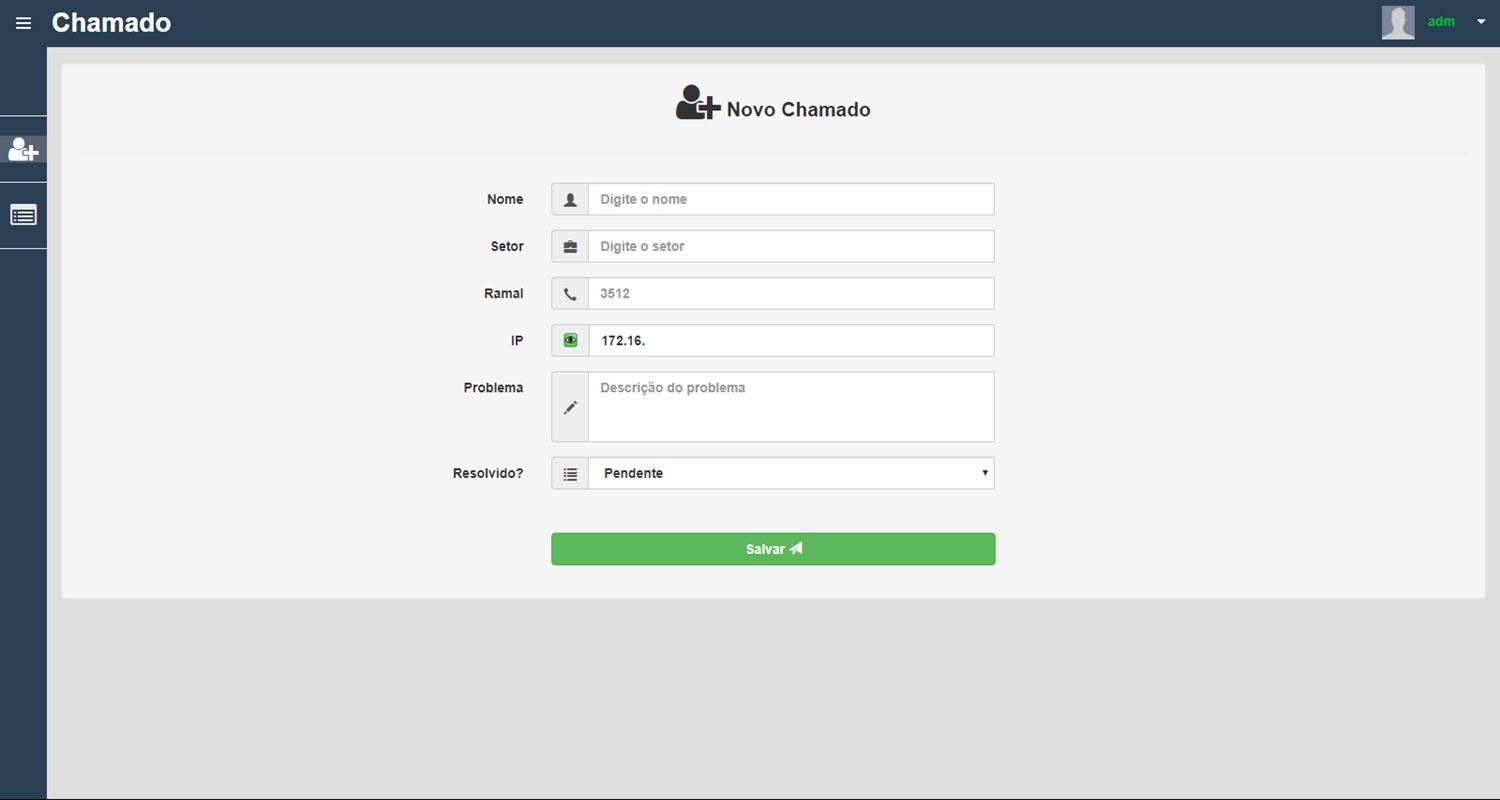 Chamado
adm
Novo Chamado
Nome
Digite o nome
Setor
Digite o setor
Ramal
3512
IP
172.16.
Problema
Descrição do problema
Resolvido?
Pendente
Salvar